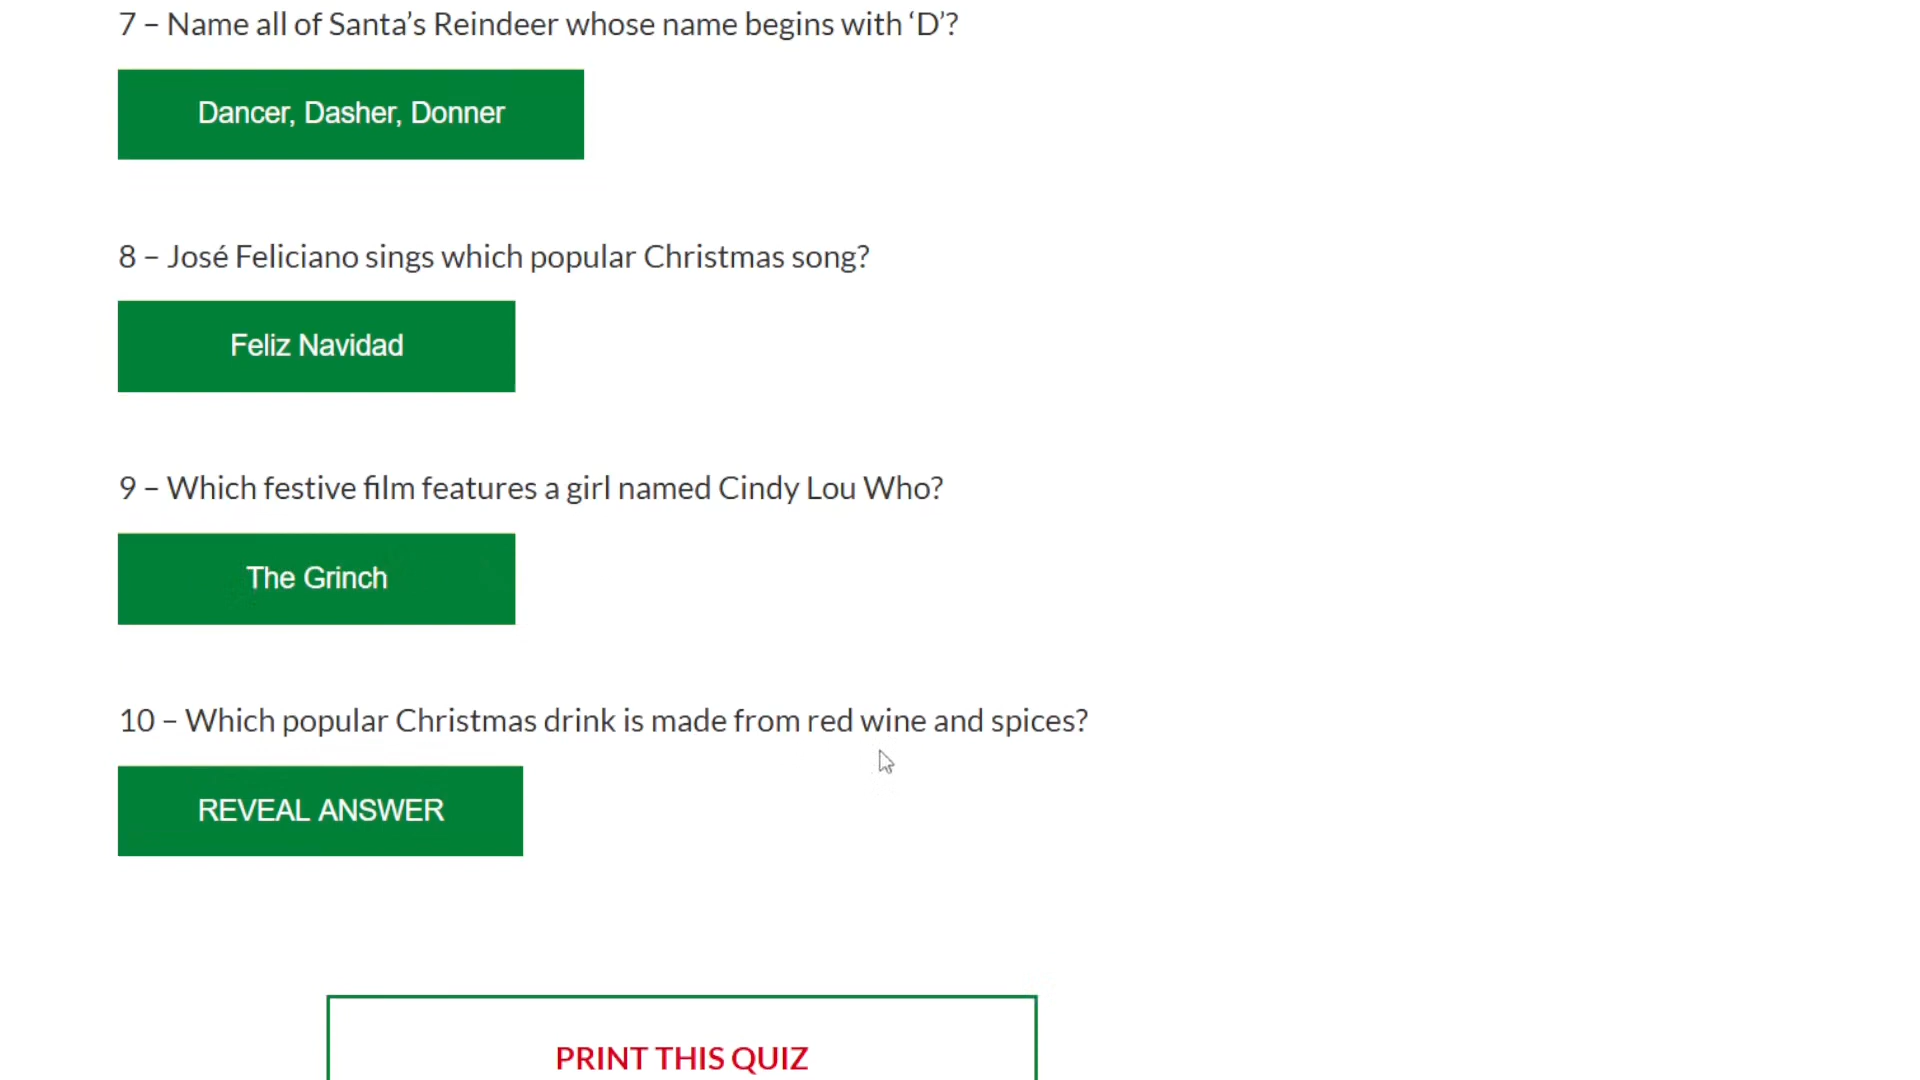 7 – Name all of Santa’s Reindeer whose name begins with ‘D’?
Dancer, Dasher, Donner
8 – José Feliciano sings which popular Christmas song?
Feliz Navidad
9 – Which festive film features a girl named Cindy Lou Who?
The Grinch
10 – Which popular Christmas drink is made from red wine and spices?
REVEAL ANSWER
PRINT THIS QUIZ